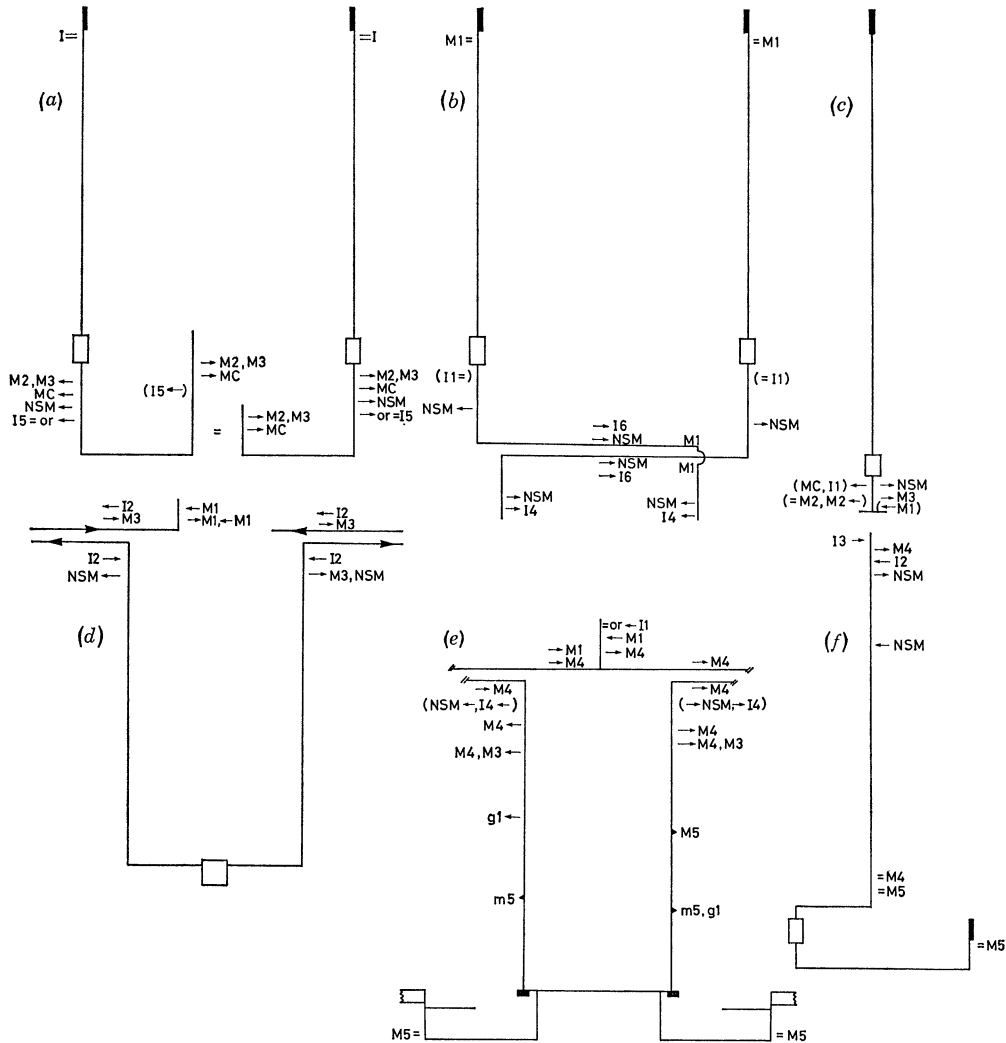 I=
=I
(a)
M2, M3
MC
(I5←)
M2, M3 ←
MC ←
NSM ←
I5 = or ←
→ M2, M3
→ MC
→ M2, M3
→ MC
→ NSM
→ or = I5
=
→ M2, M3
→ MC
M1=
=M1
(b)
(I1=)
NSM ←
(=I1)
→ NSM
→ I6
→ NSM
M1
M1
→ NSM
→ I6
→ NSM
→ I4
NSM ←
I4 ←
(c)
(MC, I1) ←
(=M2, M2 ←)
→ NSM
→ M3
(← M1)
← I2
→ M3
← M1
→ M1, ← M1
← I2
→ M3
I2 →
NSM ←
← I2
→ M3, NSM
(d)
(e)
= or ← I1
← M1
→ M4
→ M1
→ M4
→ M4
→ M4
(NSM ←, I4 ←)
M4 ←
M4, M3 ←
→ M4
(→ NSM, → I4)
→ M4
→ M4, M3
g1 ←
M5
m5
m5, g1
M5=
=M5
I3 →
→ M4
← I2
→ NSM
(f)
← NSM
=M4
=M5
=M5